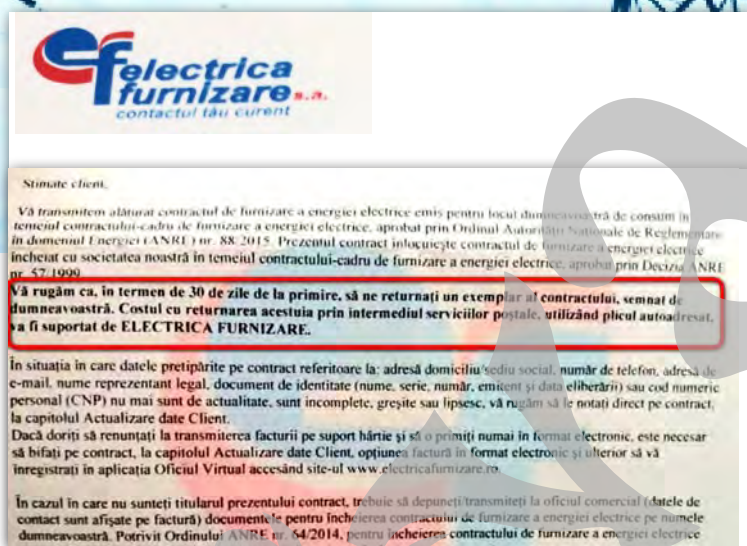 electrica
furnizare s.a.
contactul tău curent
Stimate client,
Vă transmitem alăturat contractul de furnizare a energiei electrice emis pentru locul dumneavoastră de consum în
temeiul contractului-cadru de furnizare a energiei electrice, aprobat prin Ordinul Autorității Naționale de Reglementare
în domeniul Energiei (ANRE) nr. 88/2015. Prezentul contract înlocuiește contractul de furnizare a energiei electrice
încheiat cu societatea noastră în temeiul contractului-cadru de furnizare a energiei electrice, aprobat prin Decizia ANRE
nr. 57/1999
Vă rugăm ca, în termen de 30 de zile de la primire, să ne returnați un exemplar al contractului, semnat de
dumneavoastră. Costul cu returnarea acestuia prin intermediul serviciilor poștale, utilizând plicul autoadresat,
va fi suportat de ELECTRICA FURNIZARE.
În situația în care datele pretipărite pe contract referitoare la: adresă domiciliu/sediu social, număr de telefon, adresă de
e-mail, nume reprezentant legal, document de identitate (nume, serie, număr, emitent și data eliberării) sau cod numeric
personal (CNP) nu mai sunt de actualitate, sunt incomplete, greșite sau lipsesc, vă rugăm să le notați direct pe contract,
la capitolul Actualizare date Client.
Dacă doriți să renunțați la transmiterea facturii pe suport hârtie și să o primiți numai în format electronic, este necesar
să bifați pe contract, la capitolul Actualizare date Client, opțiunea factură în format electronic și ulterior să vă
înregistrați în aplicația Oficiul Virtual accesând site-ul www.electricafurnizare.ro
În cazul în care nu sunteți titularul prezentului contract, trebuie să depuneți/transmiteți la oficiul comercial (datele de
contact sunt afișate pe factură) documentele pentru încheierea contractului de furnizare a energiei electrice pe numele
dumneavoastră. Potrivit Ordinului ANRE nr. 64/2014, pentru încheierea contractului de furnizare a energiei electrice